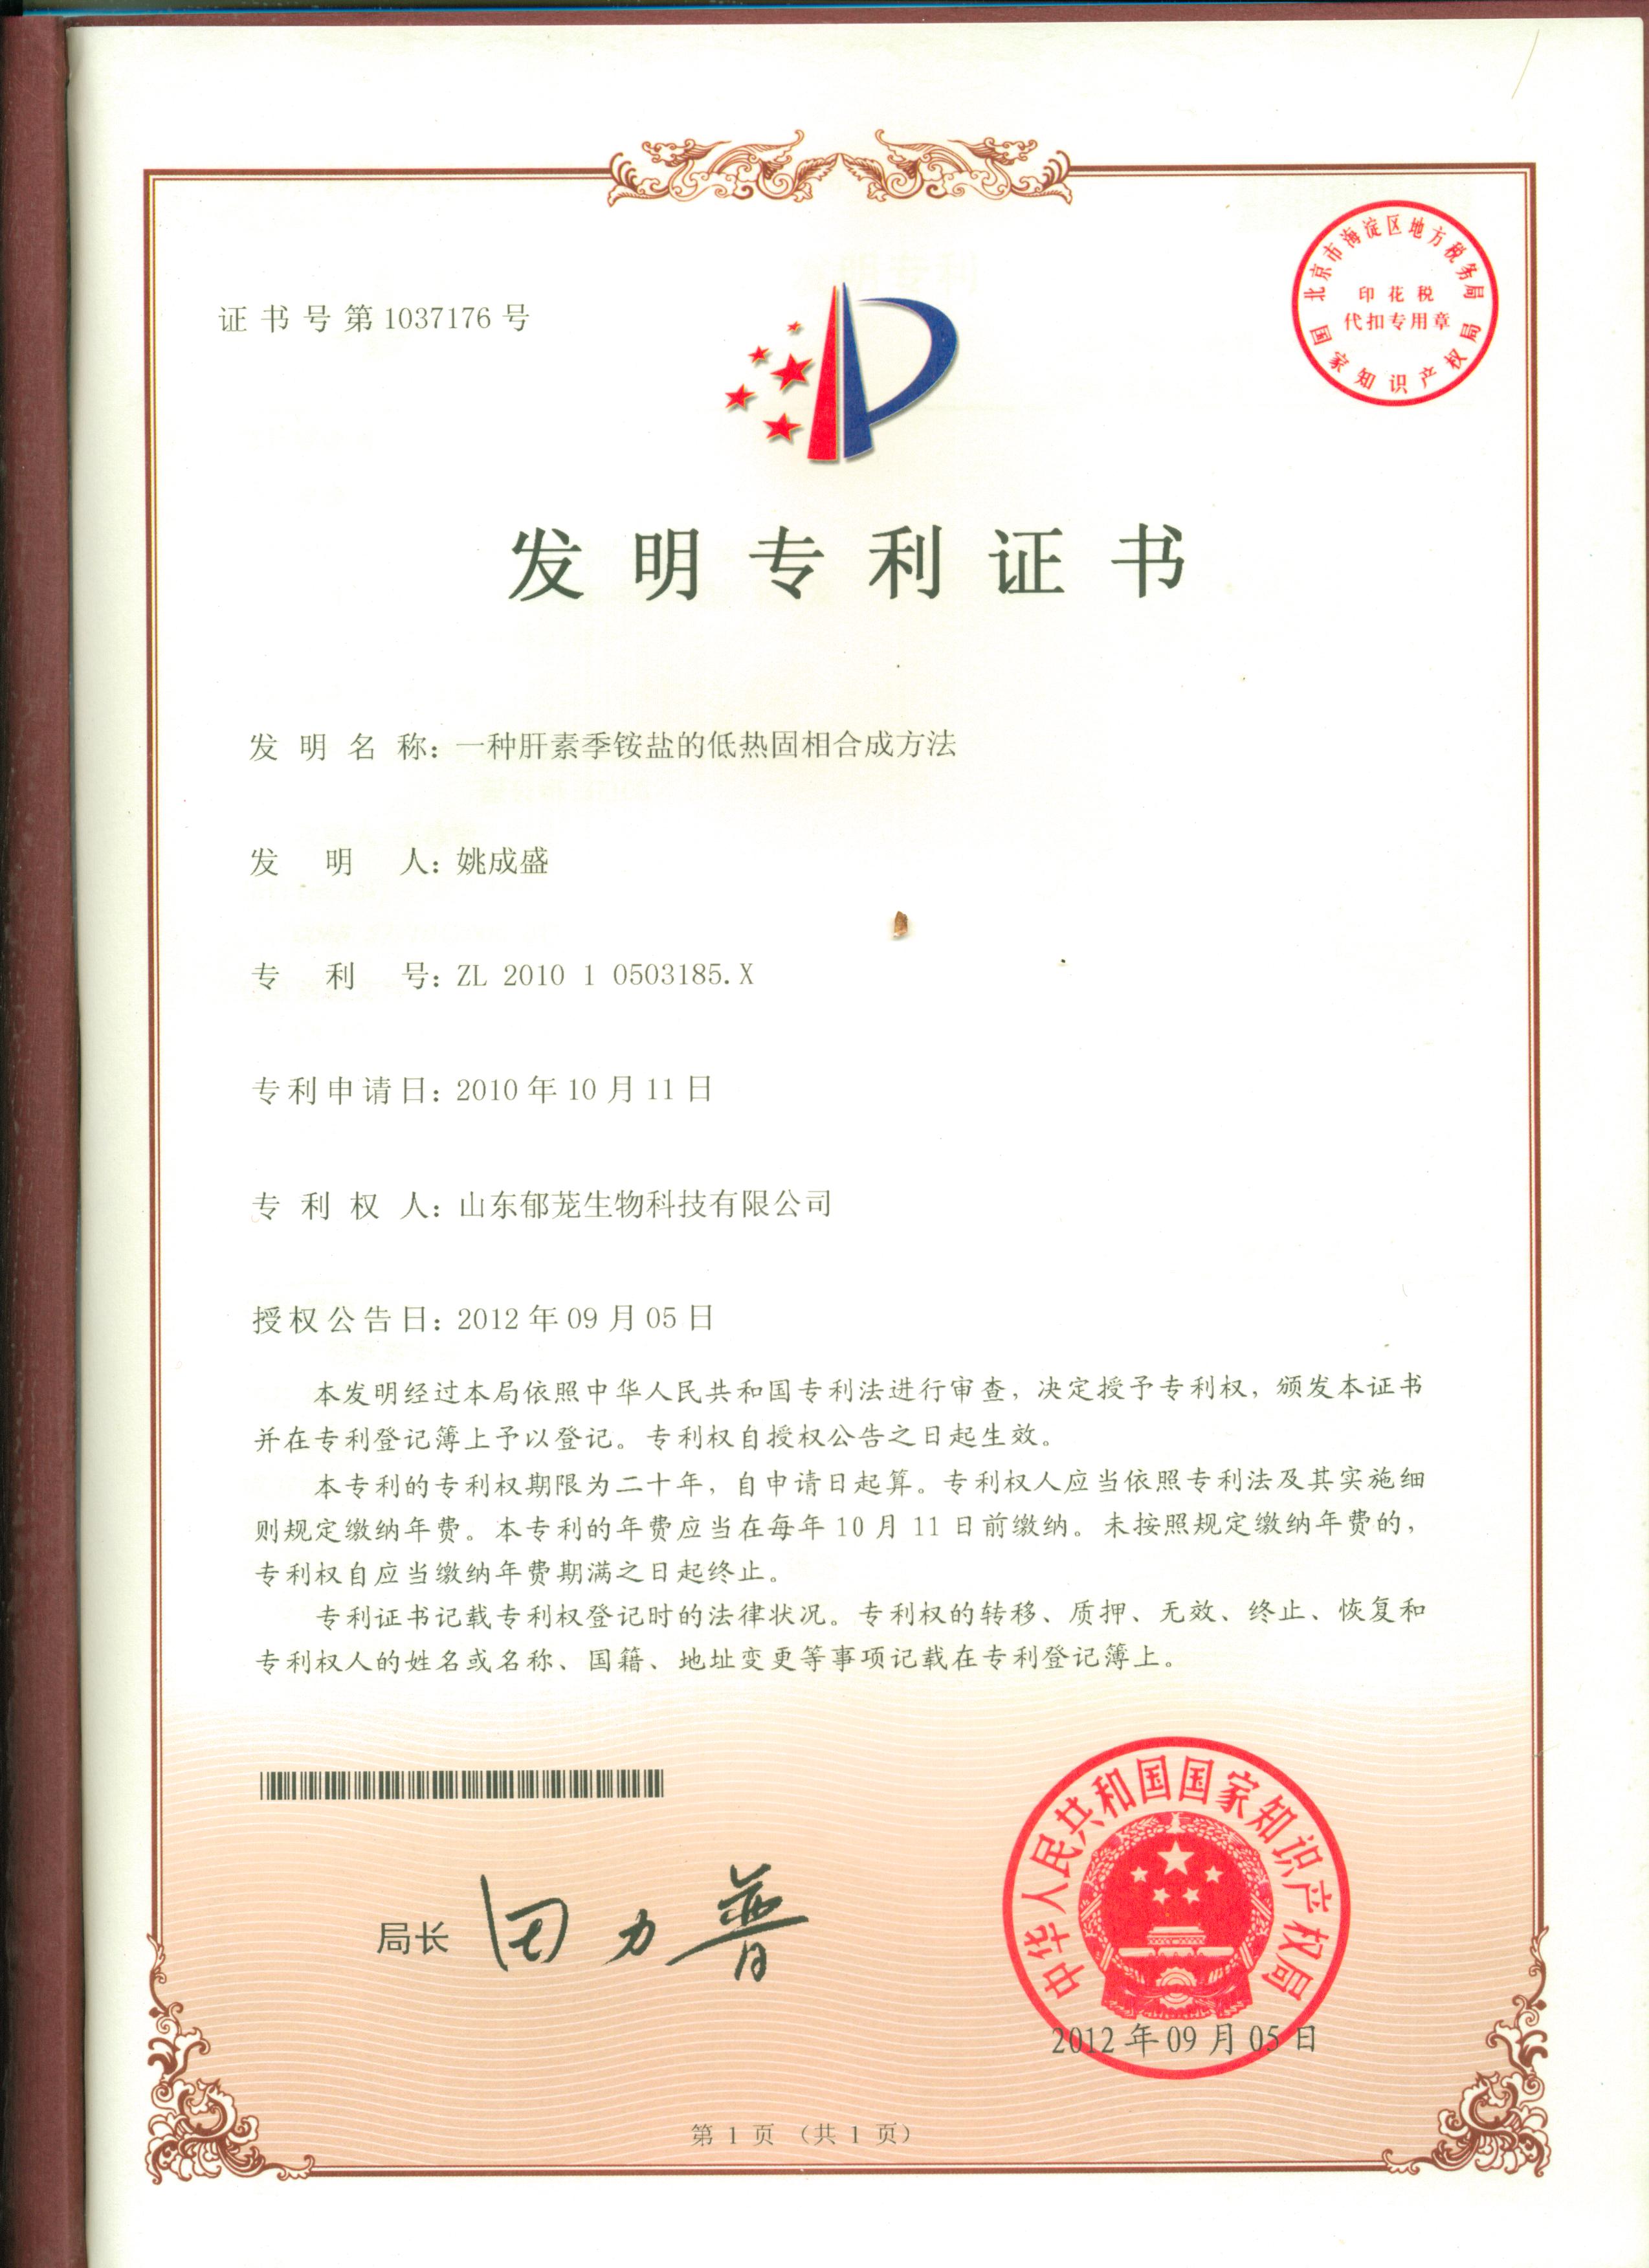 证书号第1037176号
北京市海淀区地方税务局
印花税
代扣专用章
国家知识产权局
发明专利证书
发明名称：一种肝素季铵盐的低热固相合成方法
发明人：姚成盛
专利号：ZL 2010 1 0503185.X
专利申请日：2010年10月11日
专利权人：山东郁茏生物科技有限公司
授权公告日：2012年09月05日
本发明经过本局依照中华人民共和国专利法进行审查，决定授予专利权，颁发本证书
并在专利登记簿上予以登记。专利权自授权公告之日起生效。
本专利的专利权期限为二十年，自申请日起算。专利权人应当依照专利法及其实施细
则规定缴纳年费。本专利的年费应当在每年10月11日前缴纳。未按照规定缴纳年费的，
专利权自应当缴纳年费期满之日起终止。
专利证书记载专利权登记时的法律状况。专利权的转移、质押、无效、终止、恢复和
专利权人的姓名或名称、国籍、地址变更等事项记载在专利登记簿上。
局长 田力普
中华人民共和国国家知识产权局
2012年09月05日
第1页（共1页）